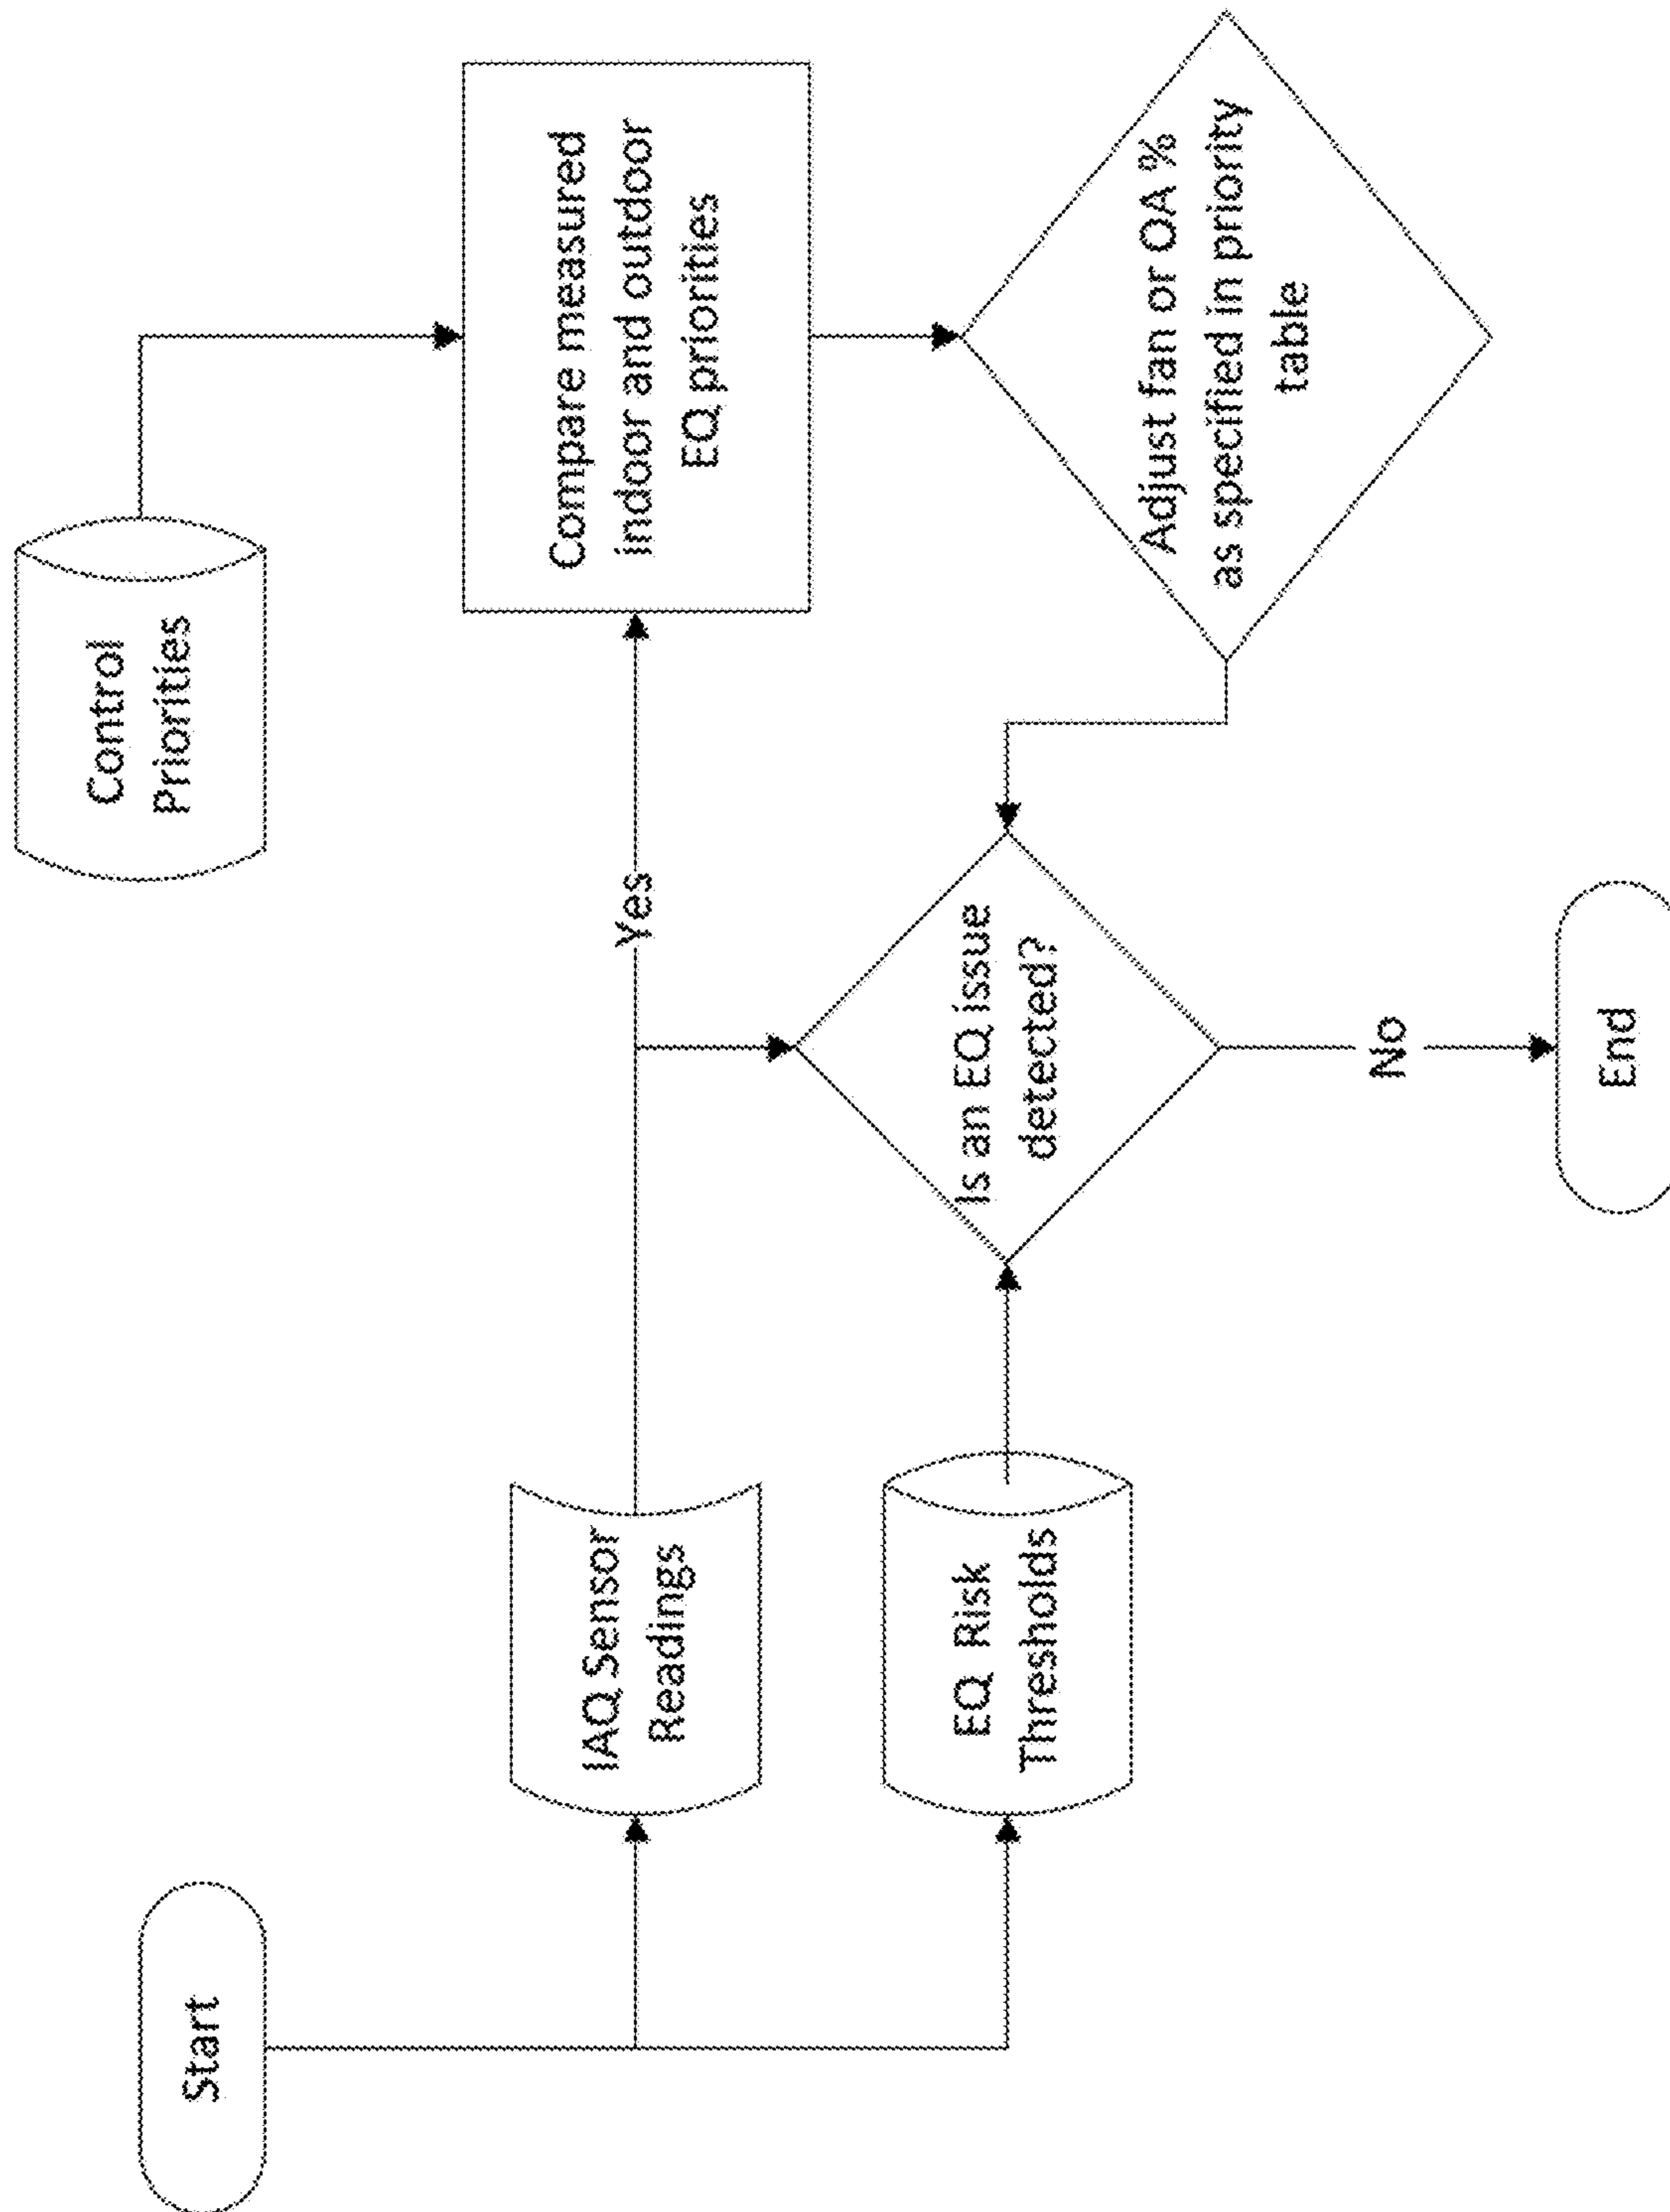 Start
IAQ Sensor
Readings
EQ Risk
Thresholds
Yes
Is an EQ issue
detected?
No
End
Control
Priorities
Compare measured
indoor and outdoor
EQ priorities
Adjust fan or OA %
as specified in priority
table